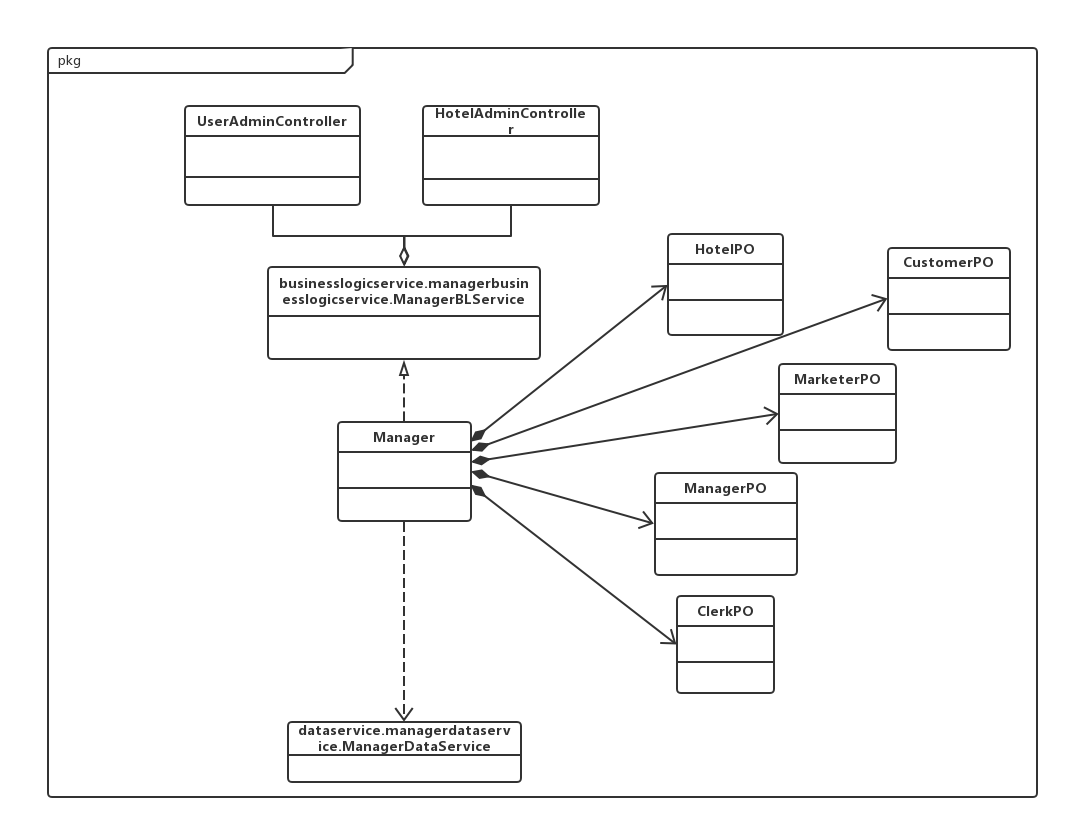 pkg
UserAdminController
HotelAdminControlle
r
HotelPO
CustomerPO
businesslogicservice.managerbusin
esslogicservice.ManagerBLService
MarketerPO
Manager
ManagerPO
ClerkPO
dataservice.managerdataserv
ice.ManagerDataService